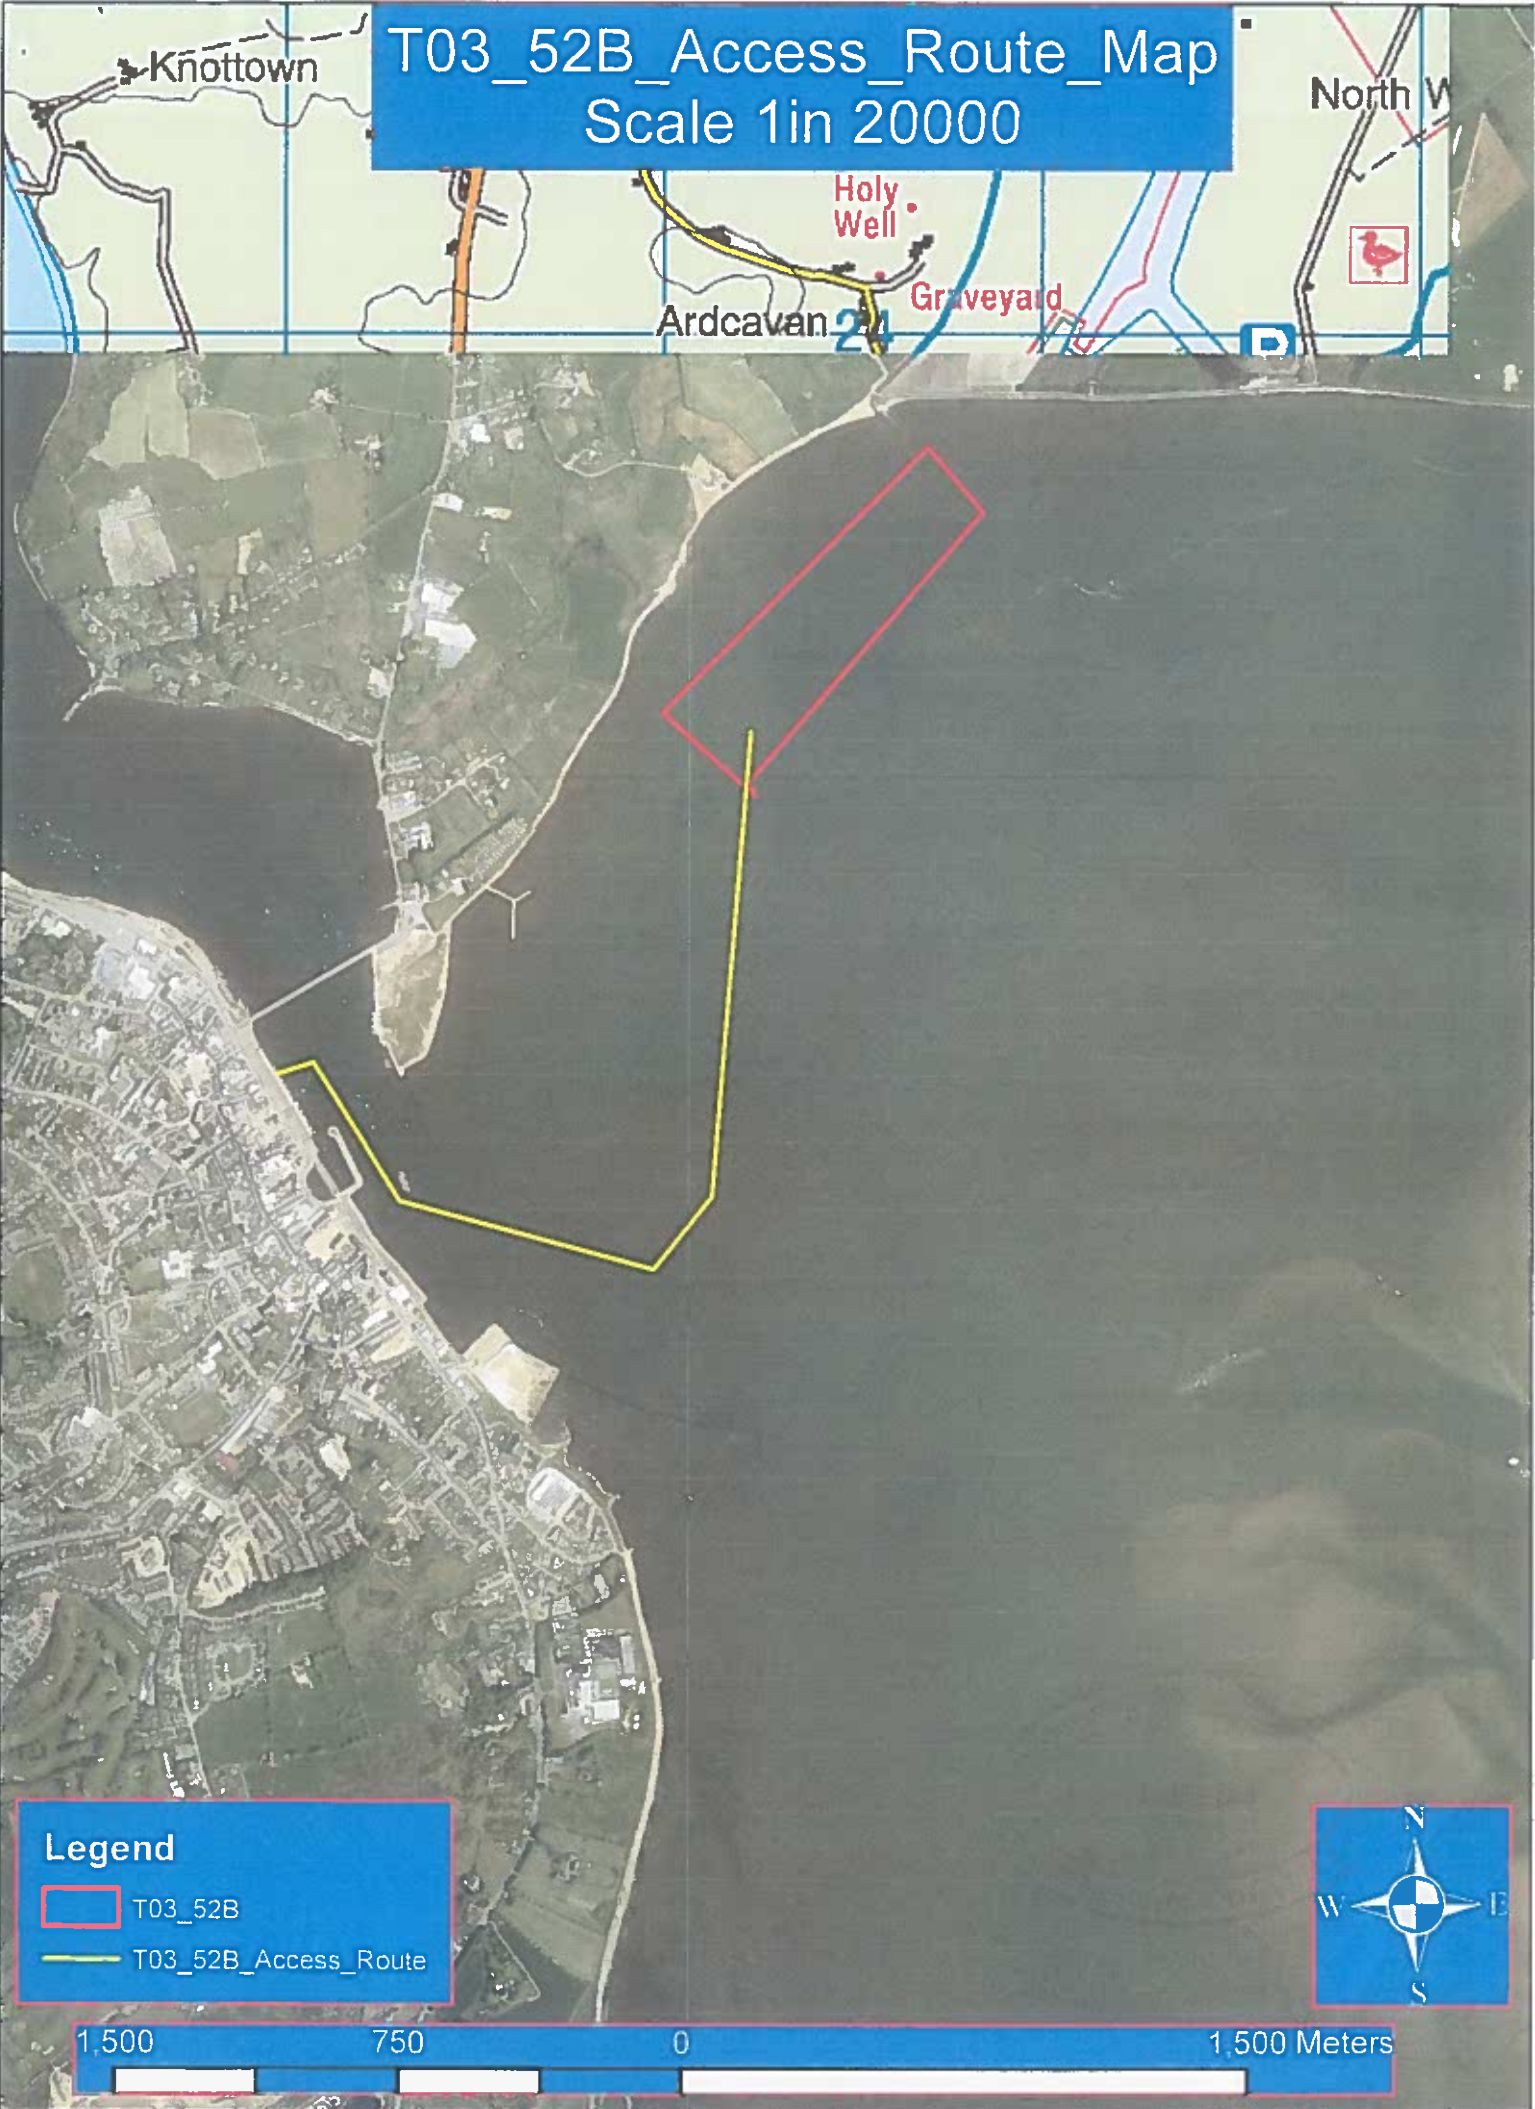 T03_52B_Access_Route_Map
Scale 1in 20000
Knottown
Holy
Well
Graveyard
Ardcavan
24
North
P
Legend
T03_52B
T03_52B_Access_Route
N
W
E
S
1,500
750
0
1,500 Meters